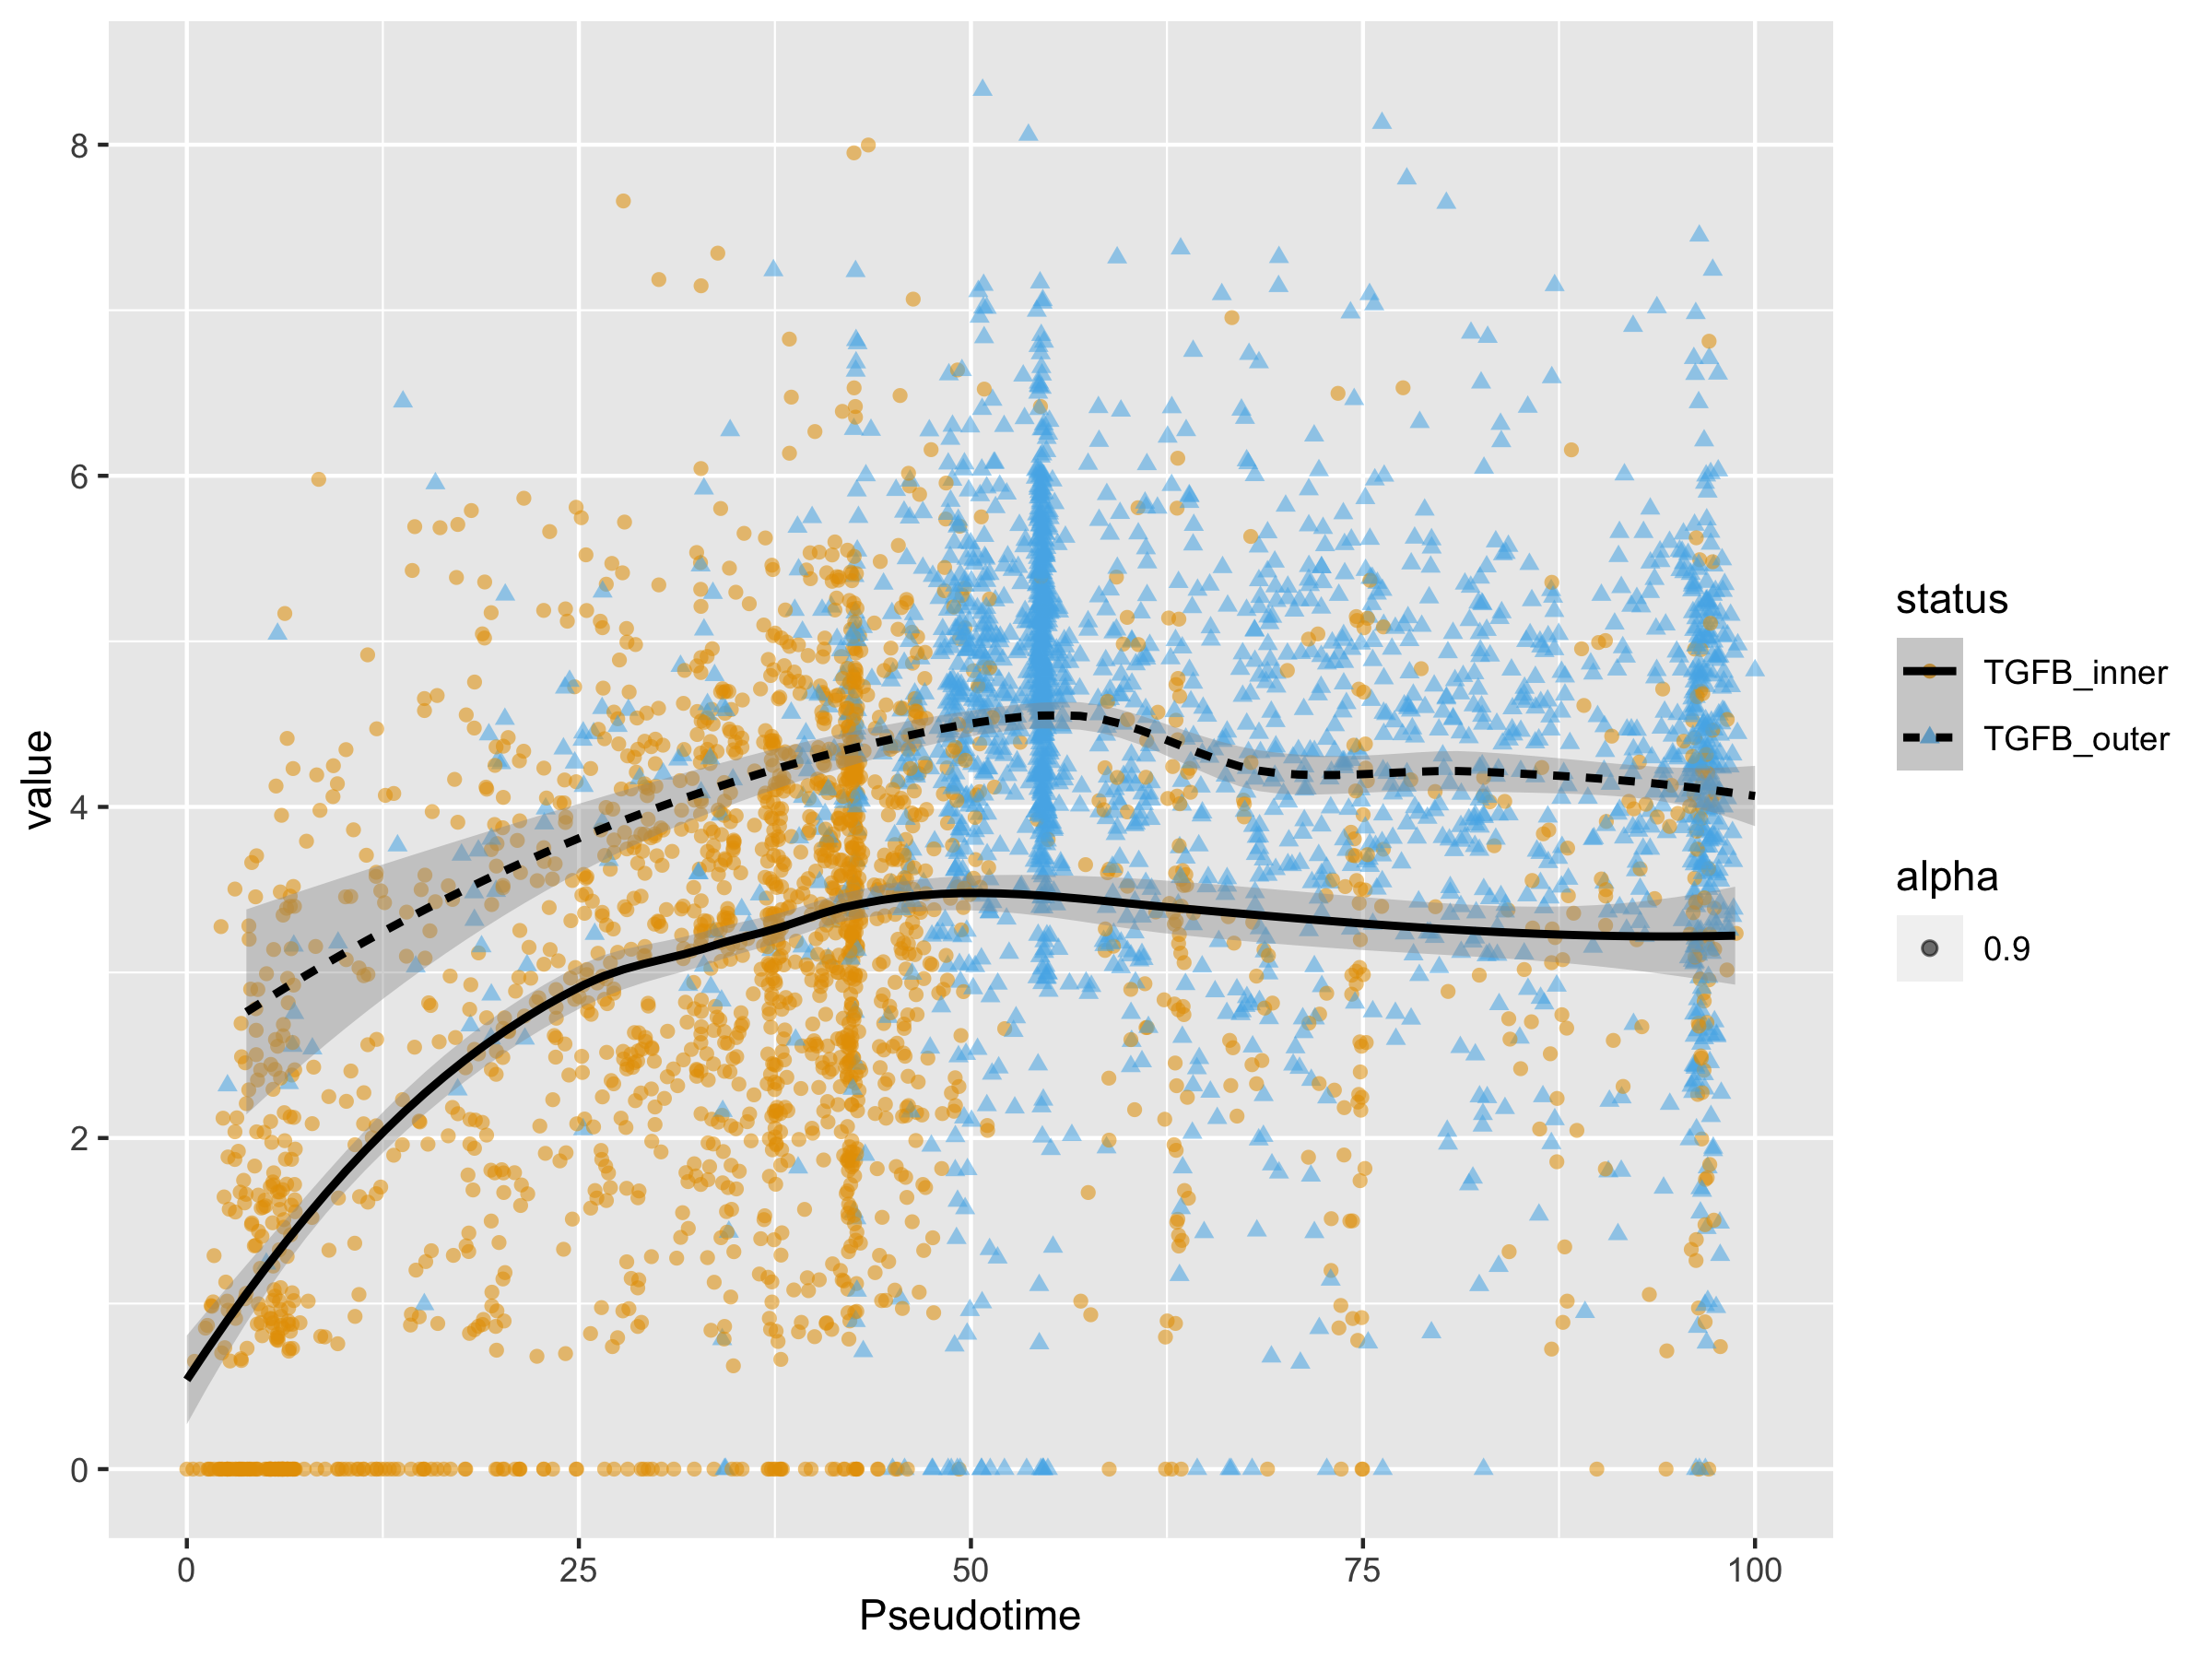 value
8
6
4
2
0
0 25 50 75 100
Pseudotime
status
TGFB_inner
TGFB_outer
alpha
0.9